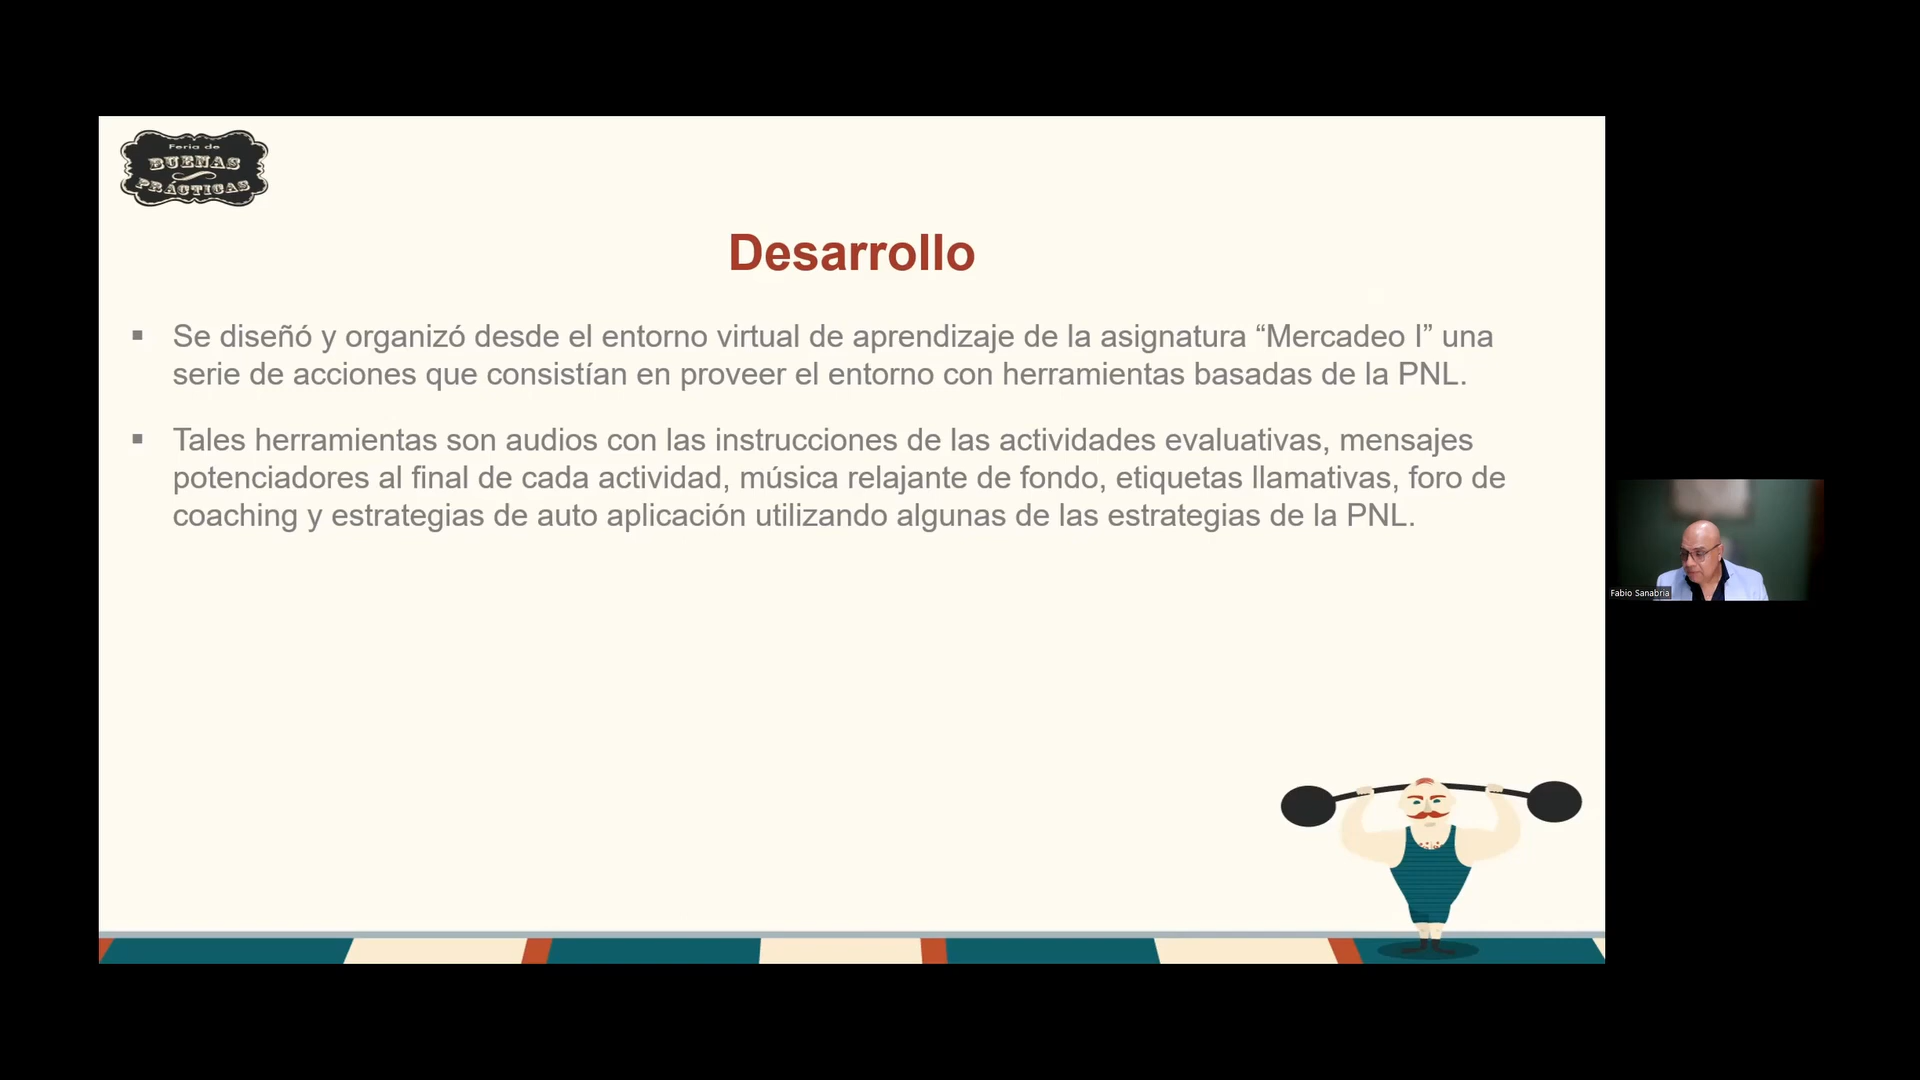 Feria de
BUENAS
PRÁCTICAS
Desarrollo
▪ Se diseñó y organizó desde el entorno virtual de aprendizaje de la asignatura “Mercadeo I” una
serie de acciones que consistían en proveer el entorno con herramientas basadas de la PNL.
▪ Tales herramientas son audios con las instrucciones de las actividades evaluativas, mensajes
potenciadores al final de cada actividad, música relajante de fondo, etiquetas llamativas, foro de
coaching y estrategias de auto aplicación utilizando algunas de las estrategias de la PNL.
Fabio Sanabria